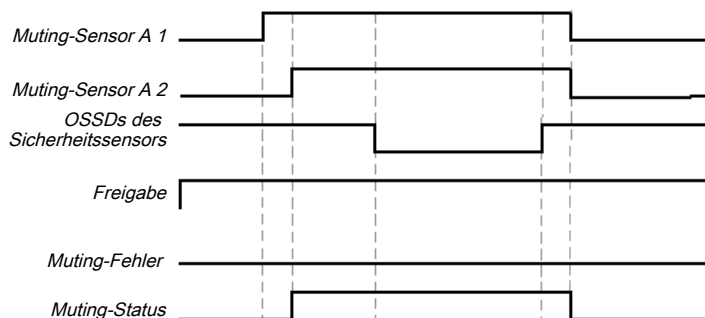 Muting-Sensor A 1
Muting-Sensor A 2
OSSDs des
Sicherheitssensors
Freigabe
Muting-Fehler
Muting-Status